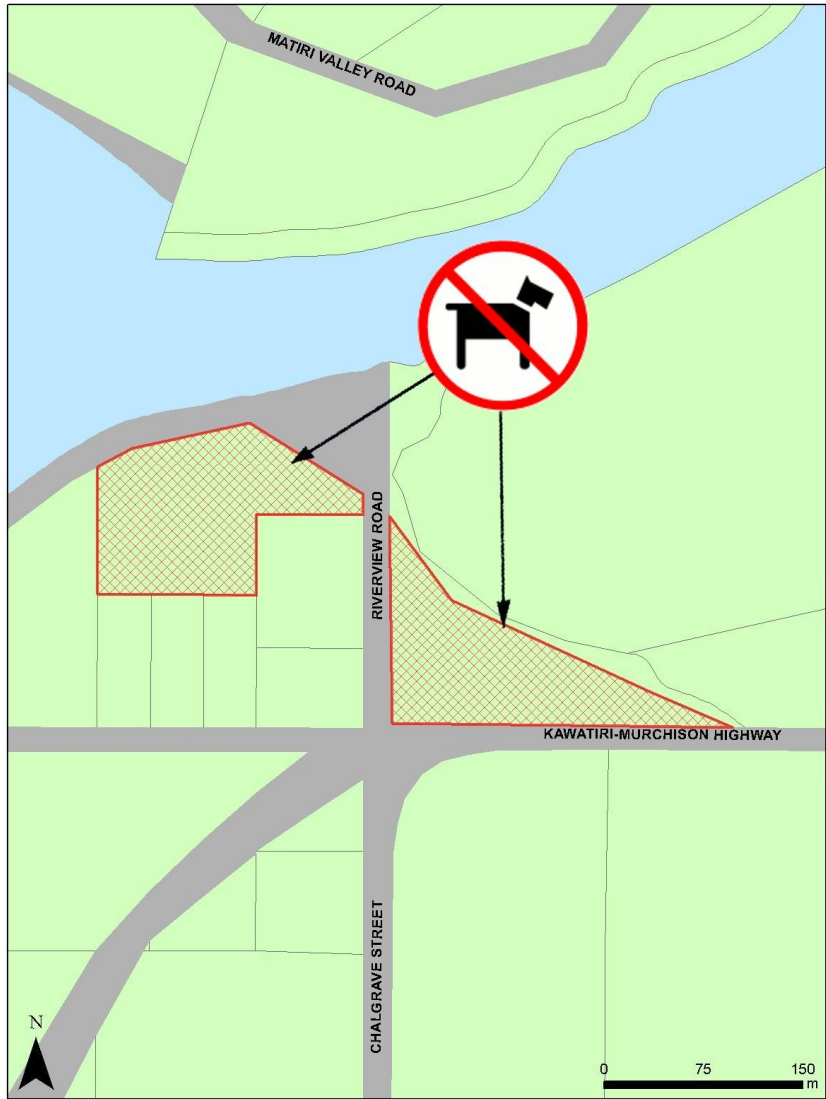 MATIRI VALLEY ROAD
RIVERVIEW ROAD
KAWATIRI-MURCHISON HIGHWAY
CHALGRAVE STREET
N
0 75 150
m